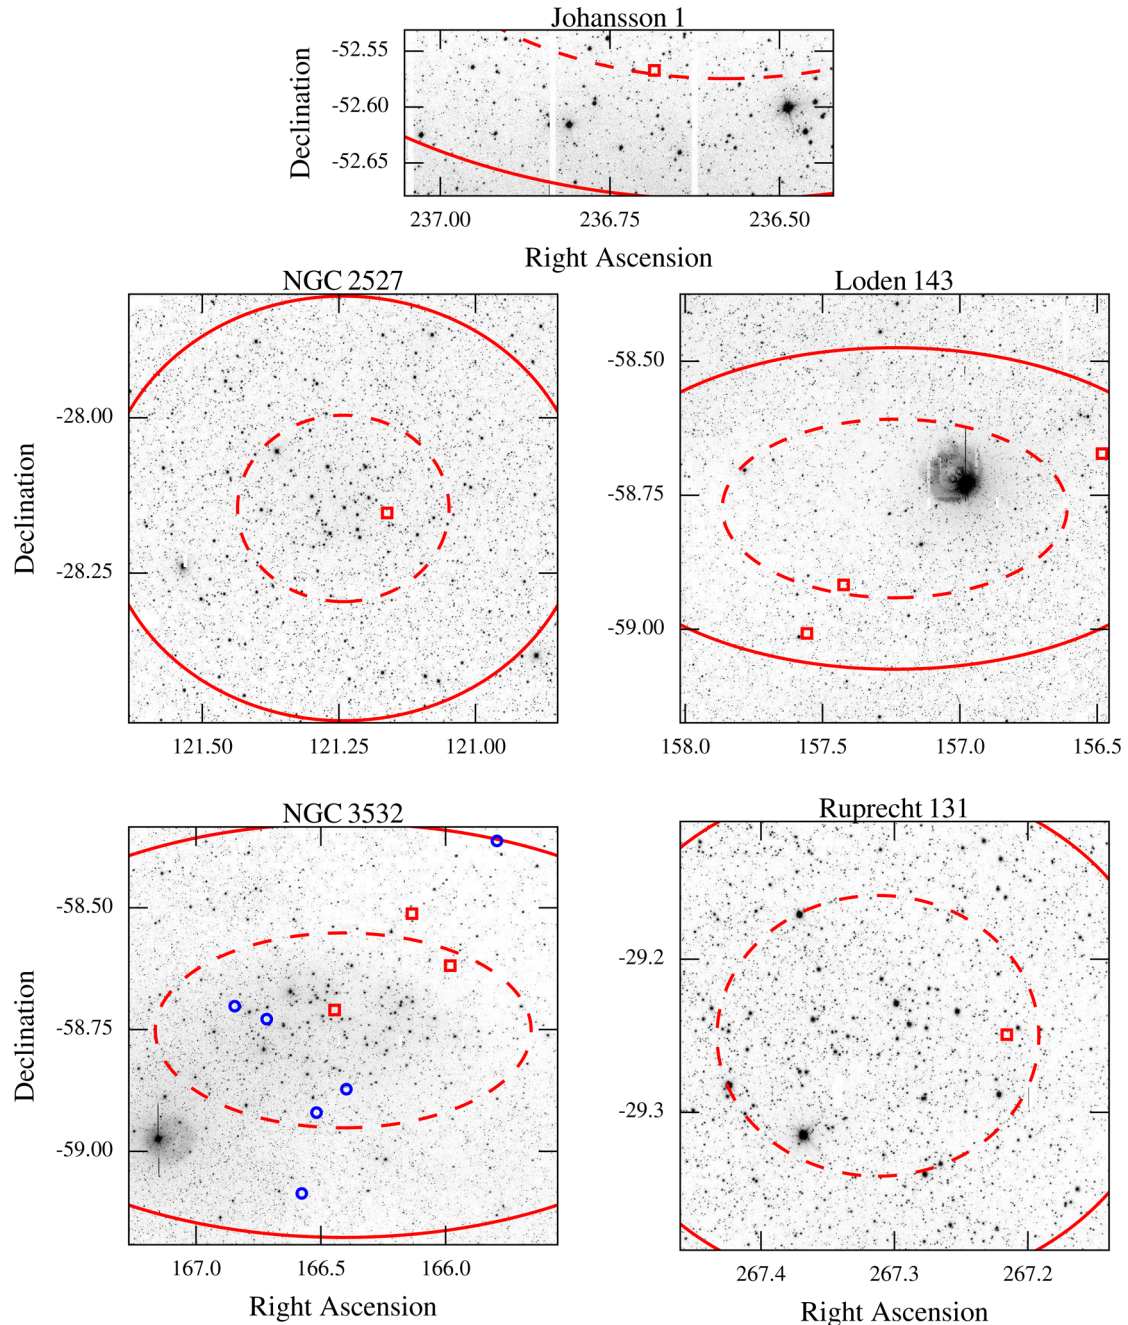 Johansson 1
-52.55
-52.60
-52.65
Declination
237.00 236.75 236.50
Right Ascension
NGC 2527
-28.00
-28.25
Declination
121.50 121.25 121.00
Loden 143
-58.50
-58.75
-59.00
158.0 157.5 157.0 156.5
NGC 3532
-58.50
-58.75
-59.00
Declination
167.0 166.5 166.0
Right Ascension
Ruprecht 131
-29.2
-29.3
267.4 267.3 267.2
Right Ascension